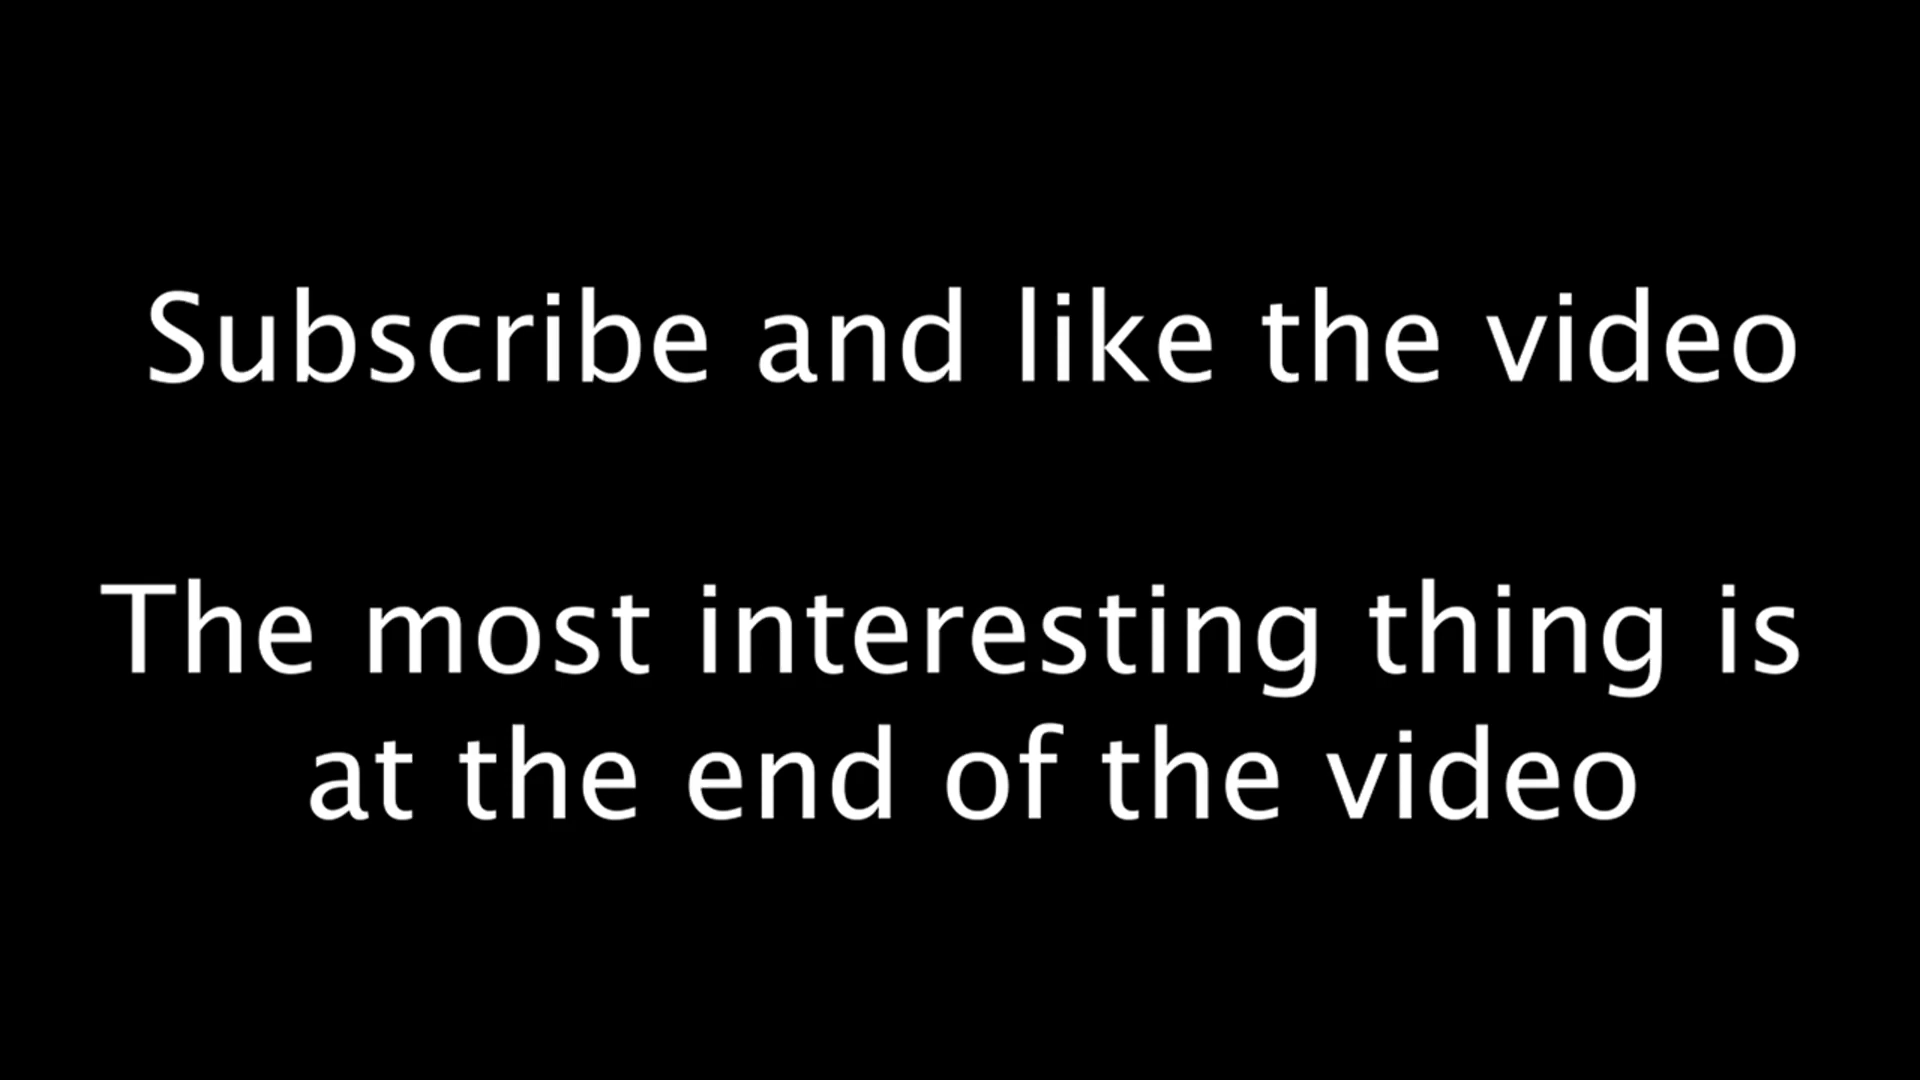 Subscribe and like the video
The most interesting thing is
at the end of the video